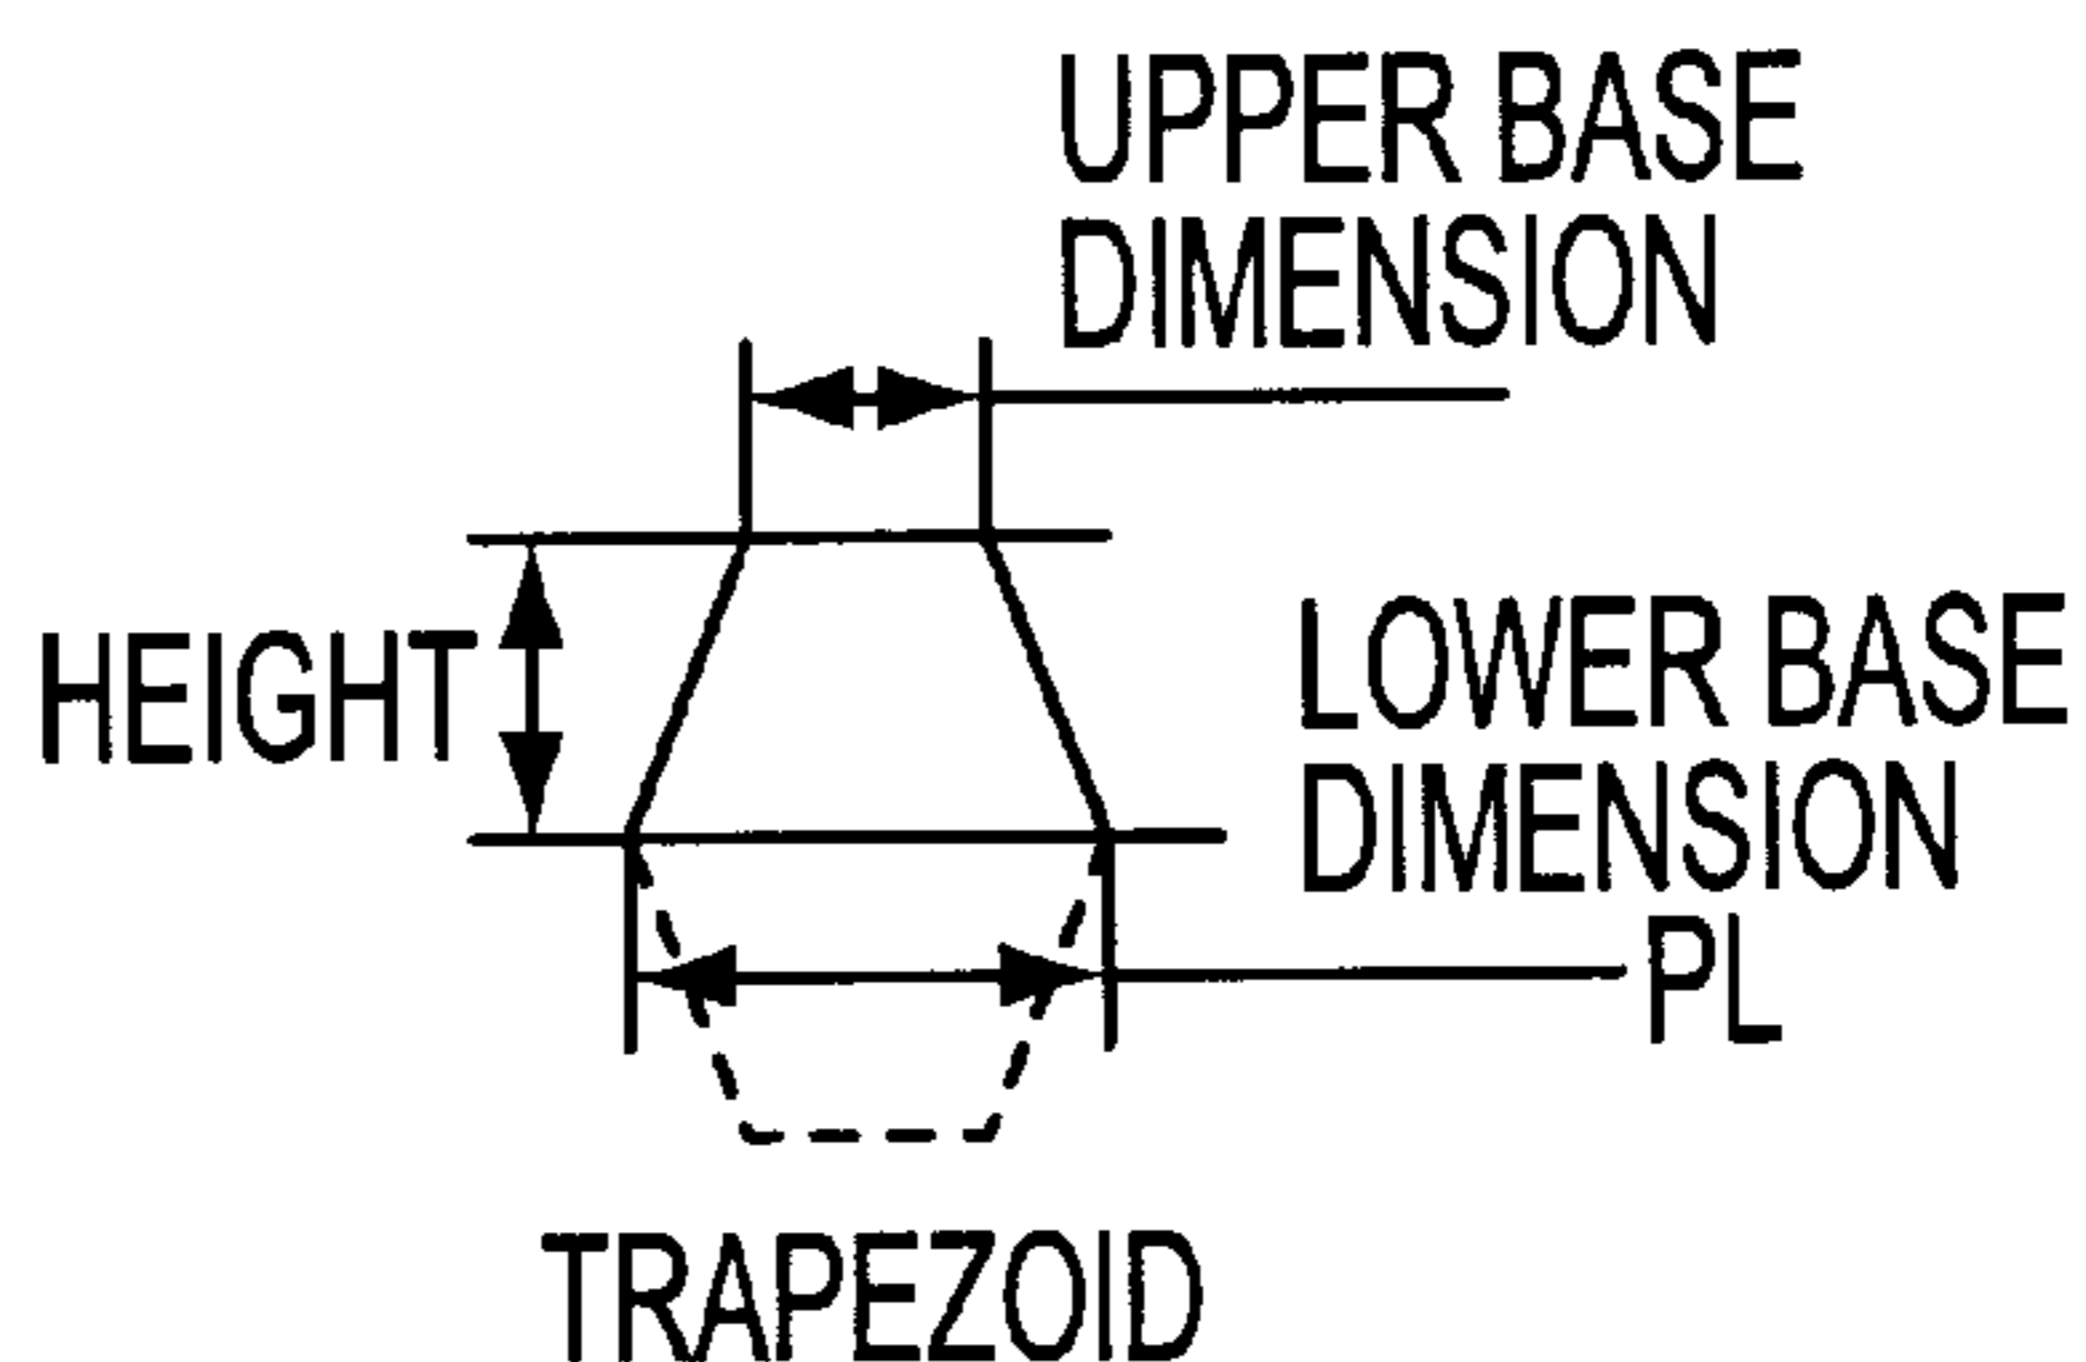 UPPER BASE
DIMENSION
HEIGHT
LOWER BASE
DIMENSION
PL
TRAPEZOID